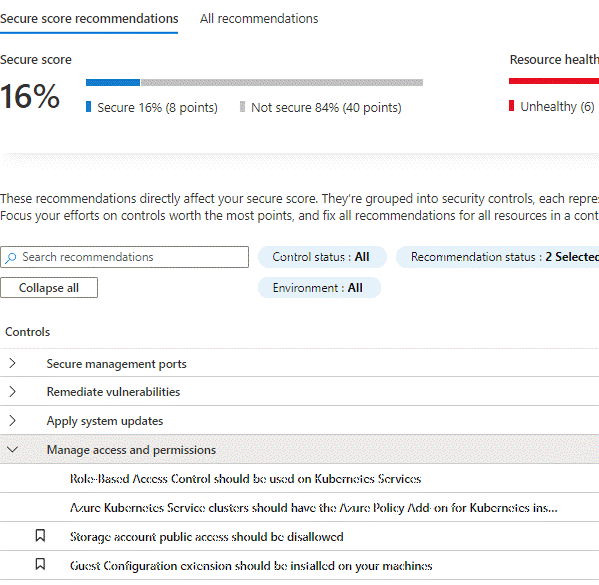 Secure score recommendations All recommendations
Secure score Resource health
16%
Secure 16% (8 points) Not secure 84% (40 points) Unhealthy (6)
These recommendations directly affect your secure score. They're grouped into security controls, each repres
Focus your efforts on controls worth the most points, and fix all recommendations for all resources in a cont
Search recommendations Control status : All Recommendation status : 2 Selected
Collapse all Environment : All
Controls
Secure management ports
Remediate vulnerabilities
Apply system updates
Manage access and permissions
Role-Based Access Control should be used on Kubernetes Services
Azure Kubernetes Service clusters should have the Azure Policy Add-on for Kubernetes ins...
Storage account public access should be disallowed
Guest Configuration extension should be installed on your machines